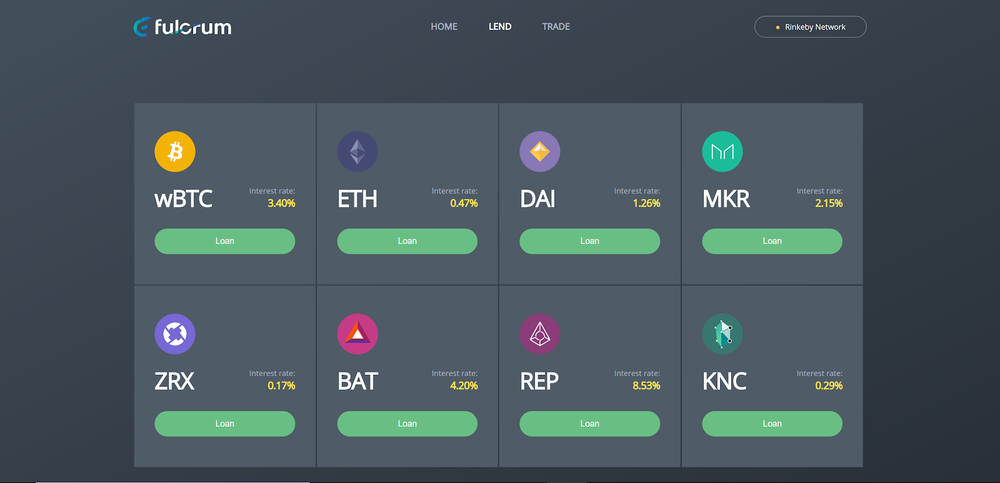 fulcrum
HOME LEND TRADE
Rinkeby Network
wBTC
Interest rate:
3.40%
Loan
ETH
Interest rate:
0.47%
Loan
DAI
Interest rate:
1.26%
Loan
MKR
Interest rate:
2.15%
Loan
ZRX
Interest rate:
0.17%
Loan
BAT
Interest rate:
4.20%
Loan
REP
Interest rate:
8.53%
Loan
KNC
Interest rate:
0.29%
Loan